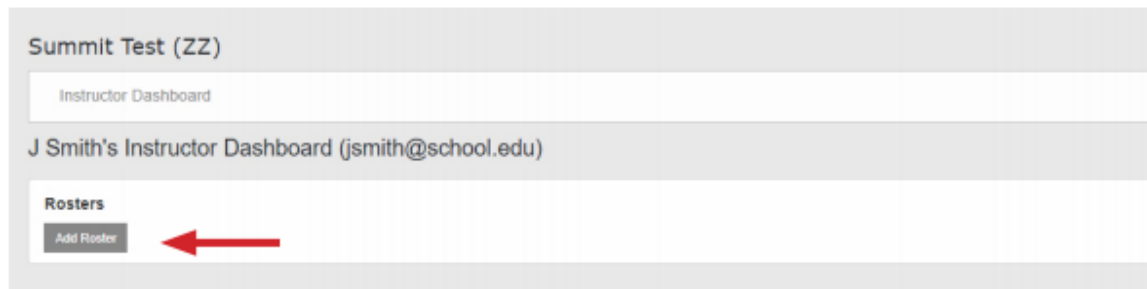 Summit Test (ZZ)
Instructor Dashboard
J Smith's Instructor Dashboard (jsmith@school.edu)
Rosters
Add Roster